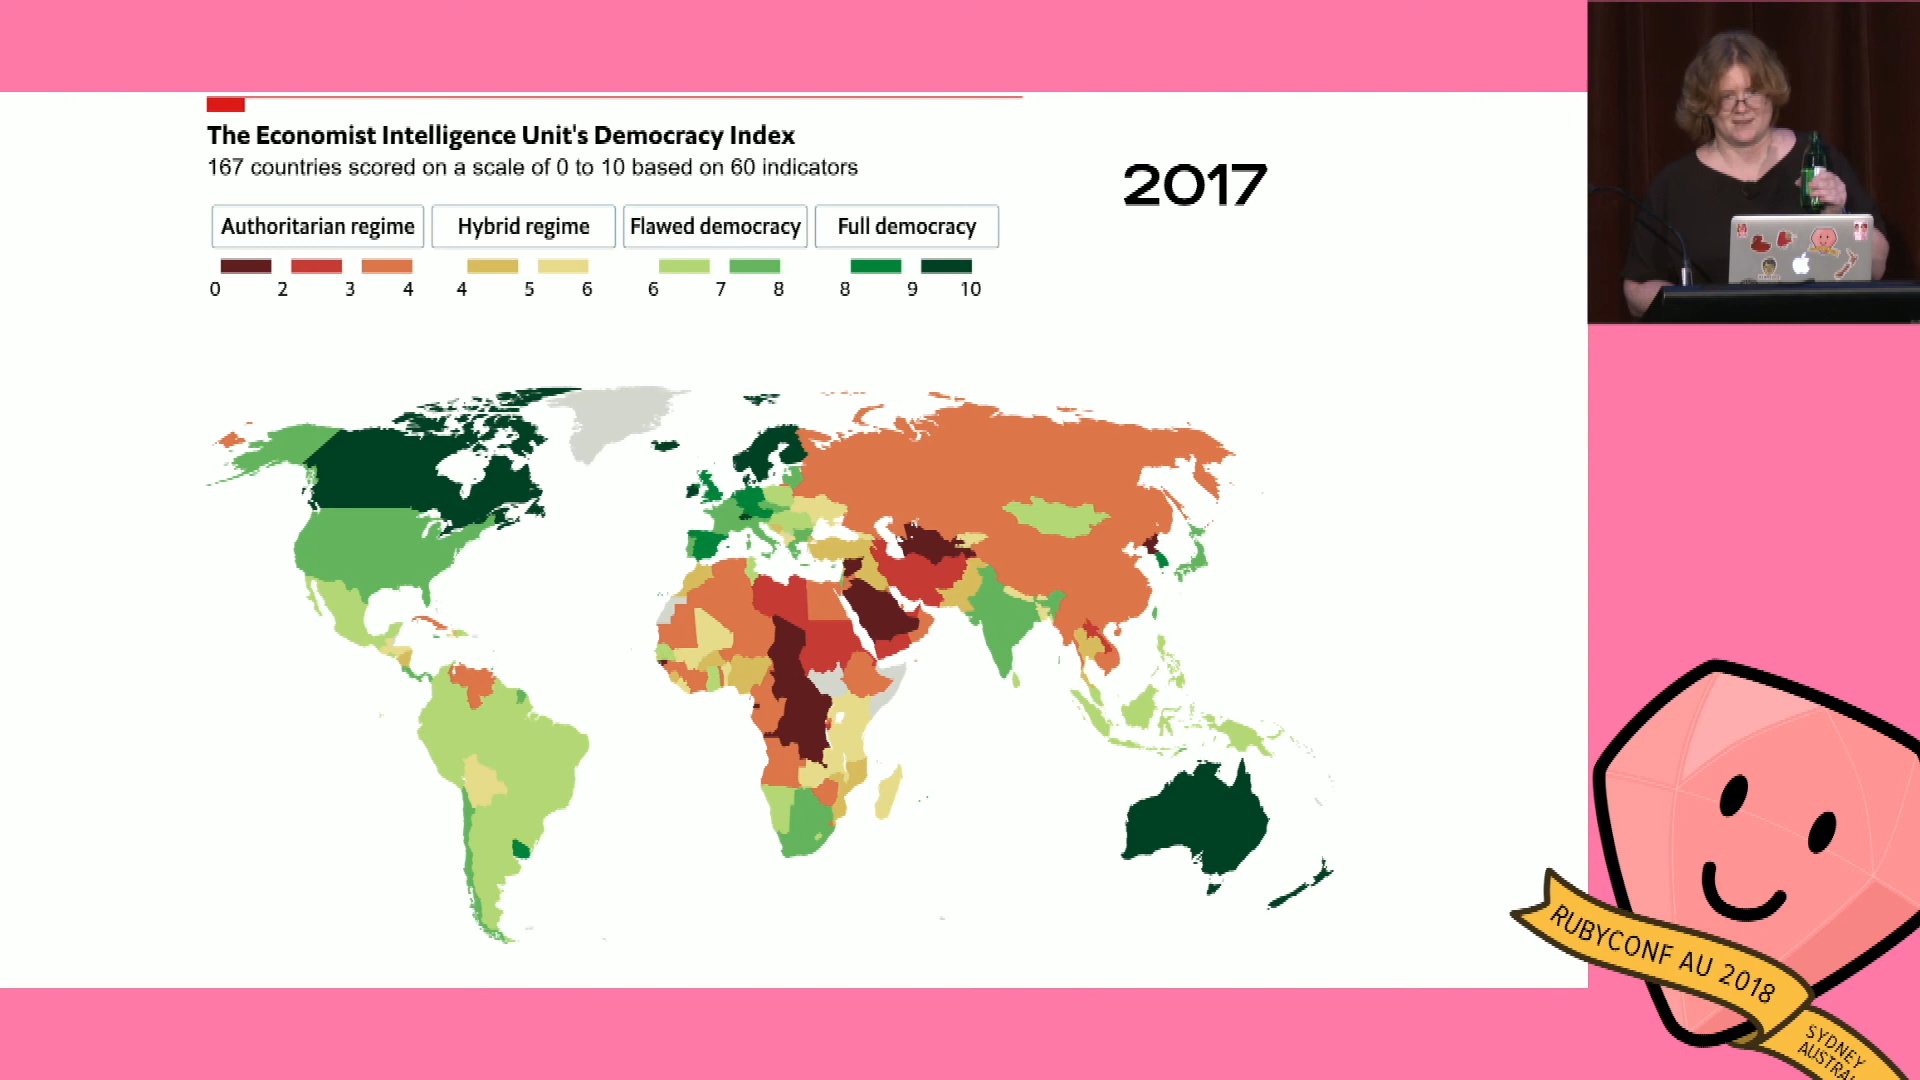 The Economist Intelligence Unit's Democracy Index
167 countries scored on a scale of 0 to 10 based on 60 indicators
2017
Authoritarian regime Hybrid regime Flawed democracy Full democracy
0 2 3 4 4 5 6 6 7 8 8 9 10
RUBYCONF AU 2018
SYDNEY